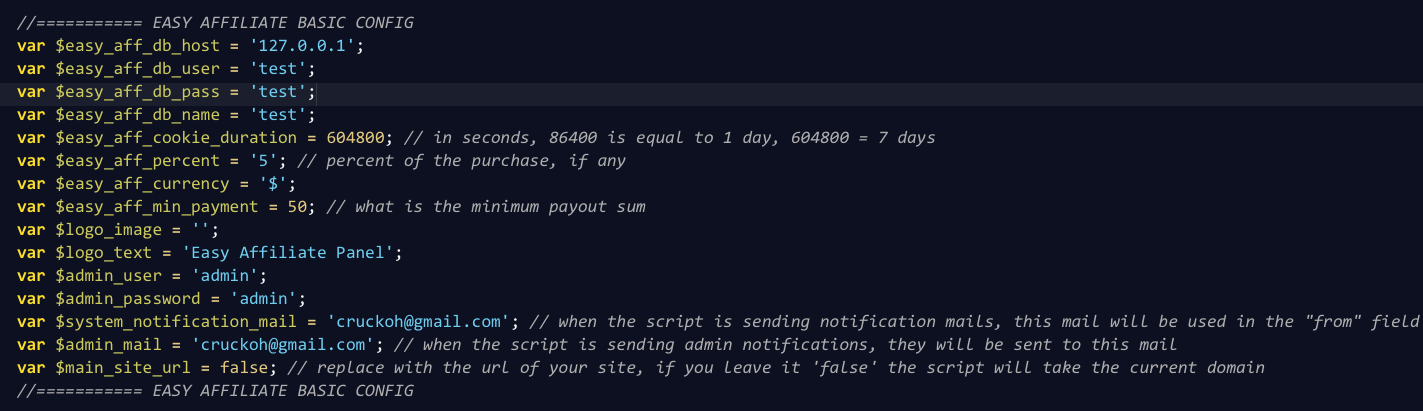 //=========== EASY AFFILIATE BASIC CONFIG
var $easy_aff_db_host = '127.0.0.1';
var $easy_aff_db_user = 'test';
var $easy_aff_db_pass = 'test';
var $easy_aff_db_name = 'test';
var $easy_aff_cookie_duration = 604800; // in seconds, 86400 is equal to 1 day, 604800 = 7 days
var $easy_aff_percent = '5'; // percent of the purchase, if any
var $easy_aff_currency = '$';
var $easy_aff_min_payment = 50; // what is the minimum payout sum
var $logo_image = '';
var $logo_text = 'Easy Affiliate Panel';
var $admin_user = 'admin';
var $admin_password = 'admin';
var $system_notification_mail = 'cruckoh@gmail.com'; // when the script is sending notification mails, this mail will be used in the "from" field
var $admin_mail = 'cruckoh@gmail.com'; // when the script is sending admin notifications, they will be sent to this mail
var $main_site_url = false; // replace with the url of your site, if you leave it 'false' the script will take the current domain
//=========== EASY AFFILIATE BASIC CONFIG